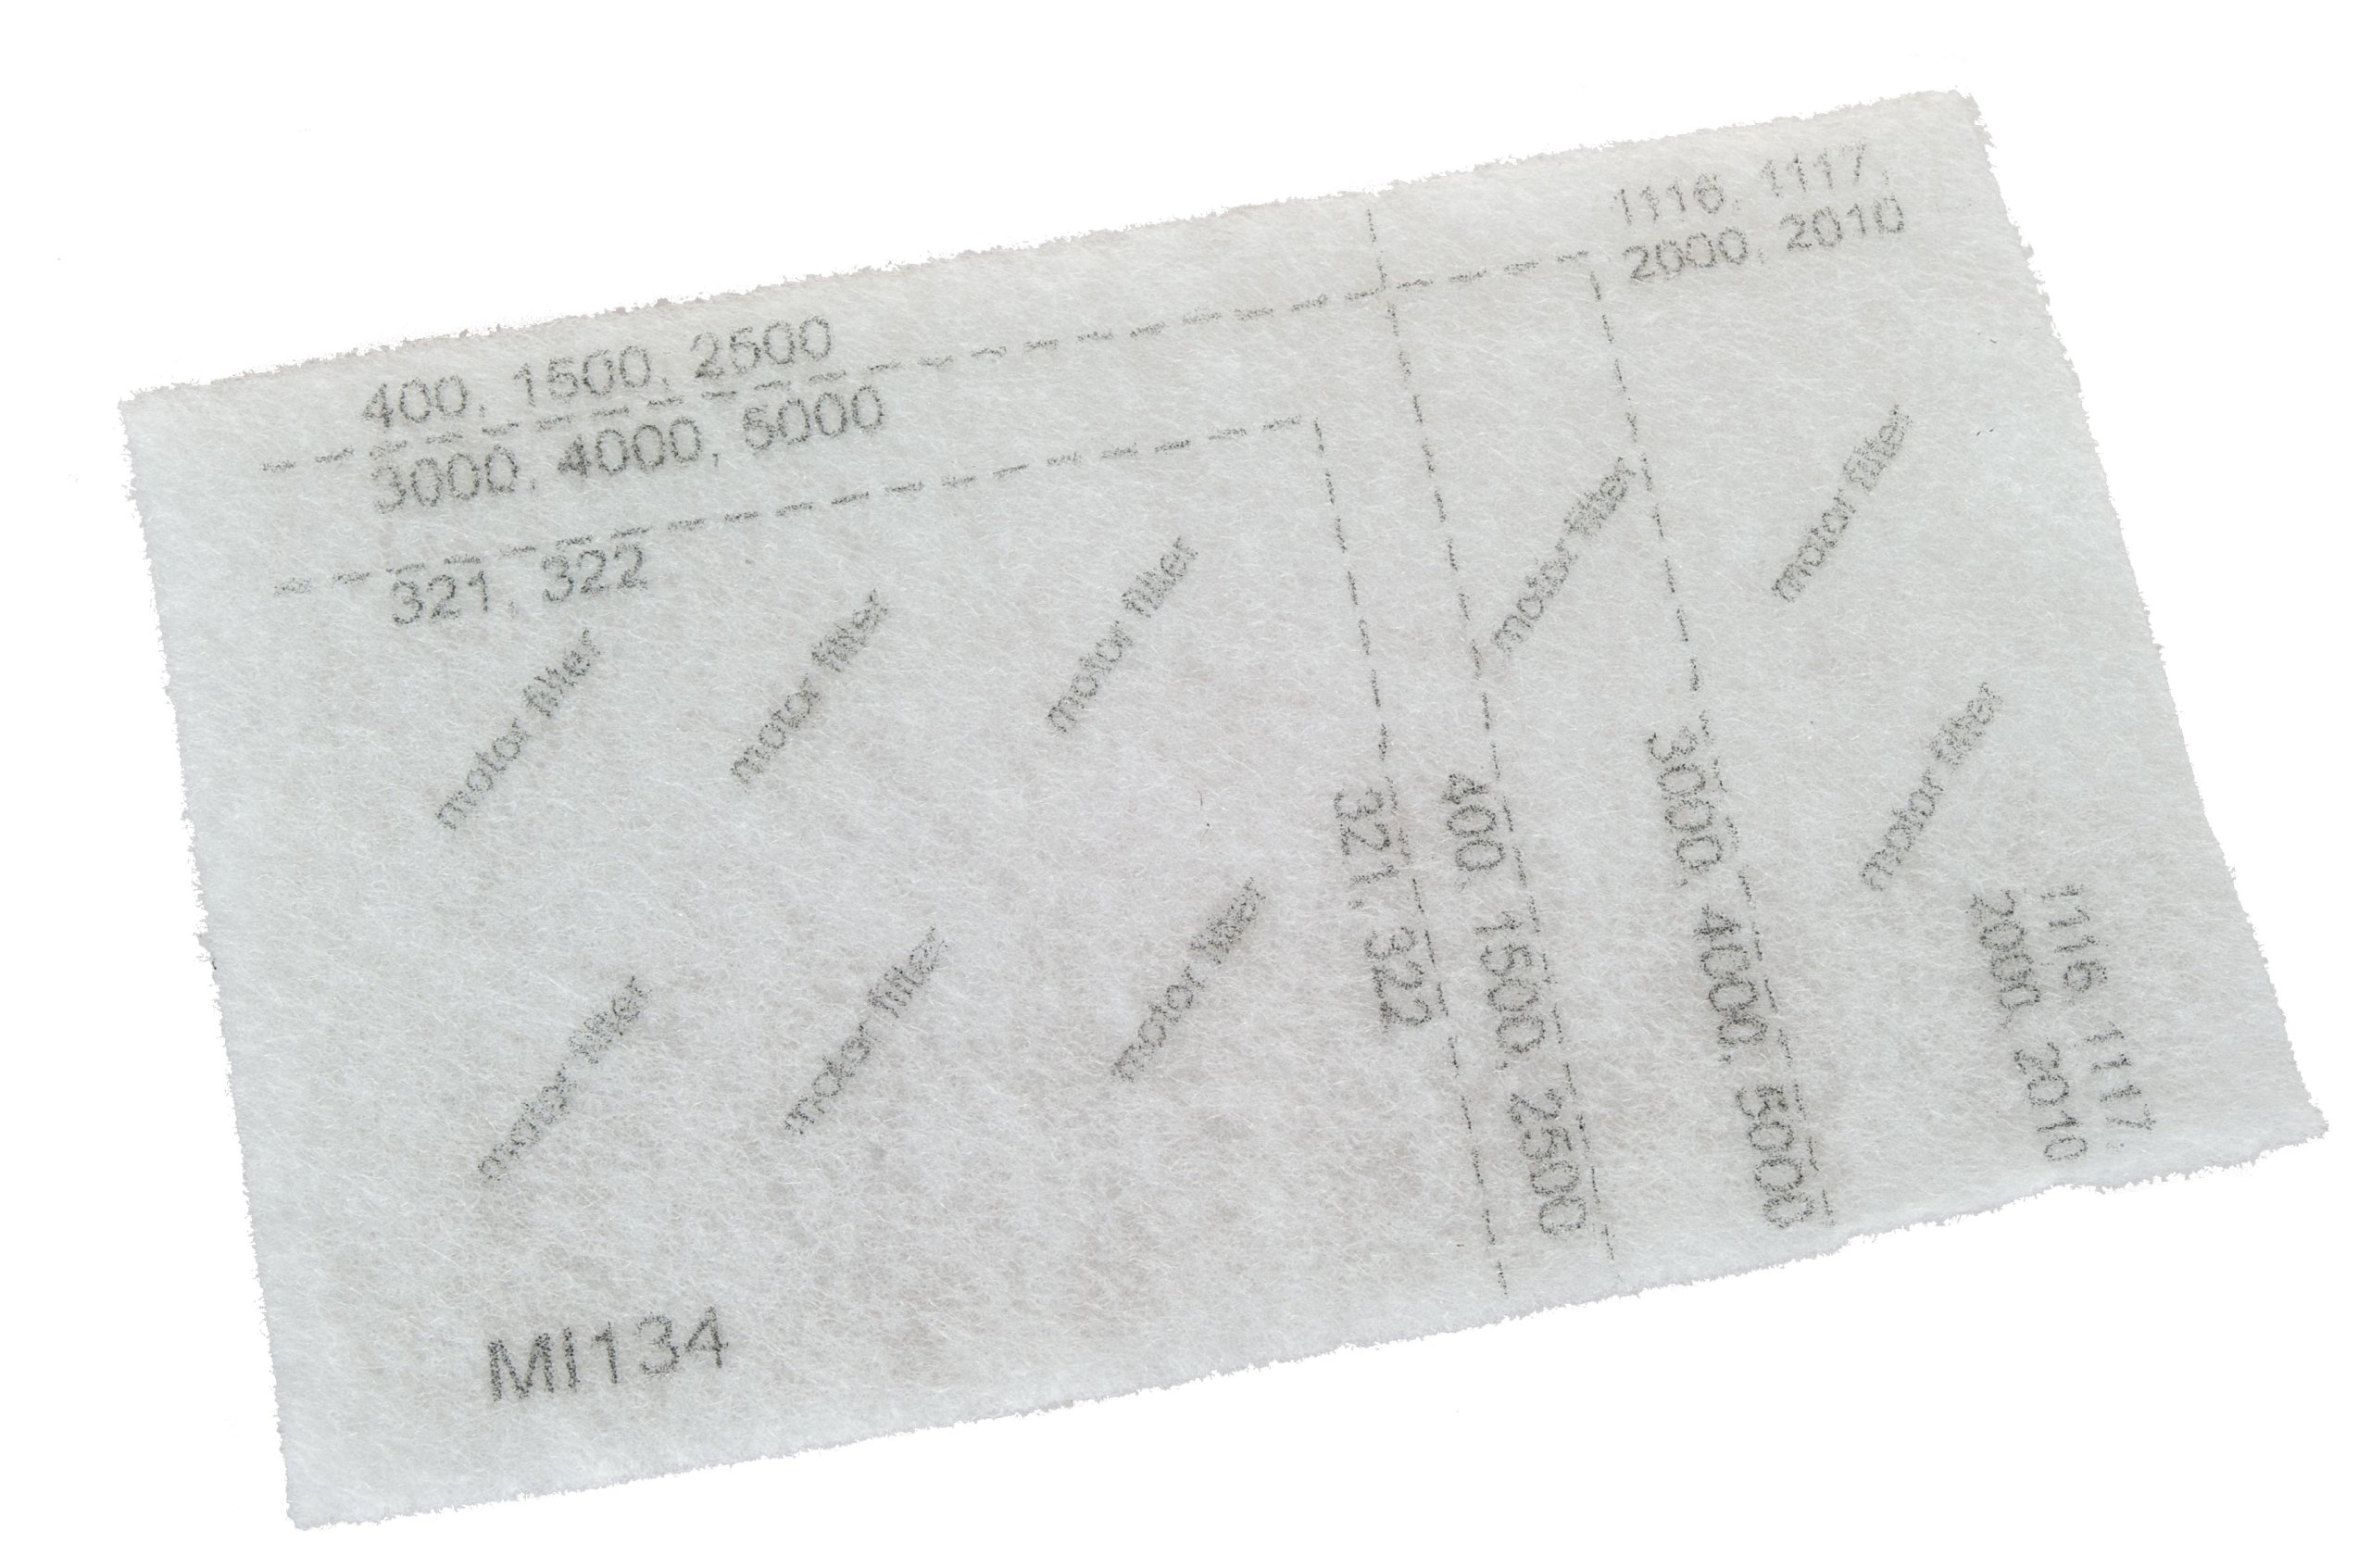 1116, 1117,
2000, 2010
400, 1500, 2500
3000, 4000, 5000
321, 322
motor filter
motor filter
motor filter
motor filter
motor filter
motor filter
motor filter
motor filter
motor filter
321, 322
400, 1500, 2500
3000, 4000, 5000
1116, 1117,
2000, 2010
MI134